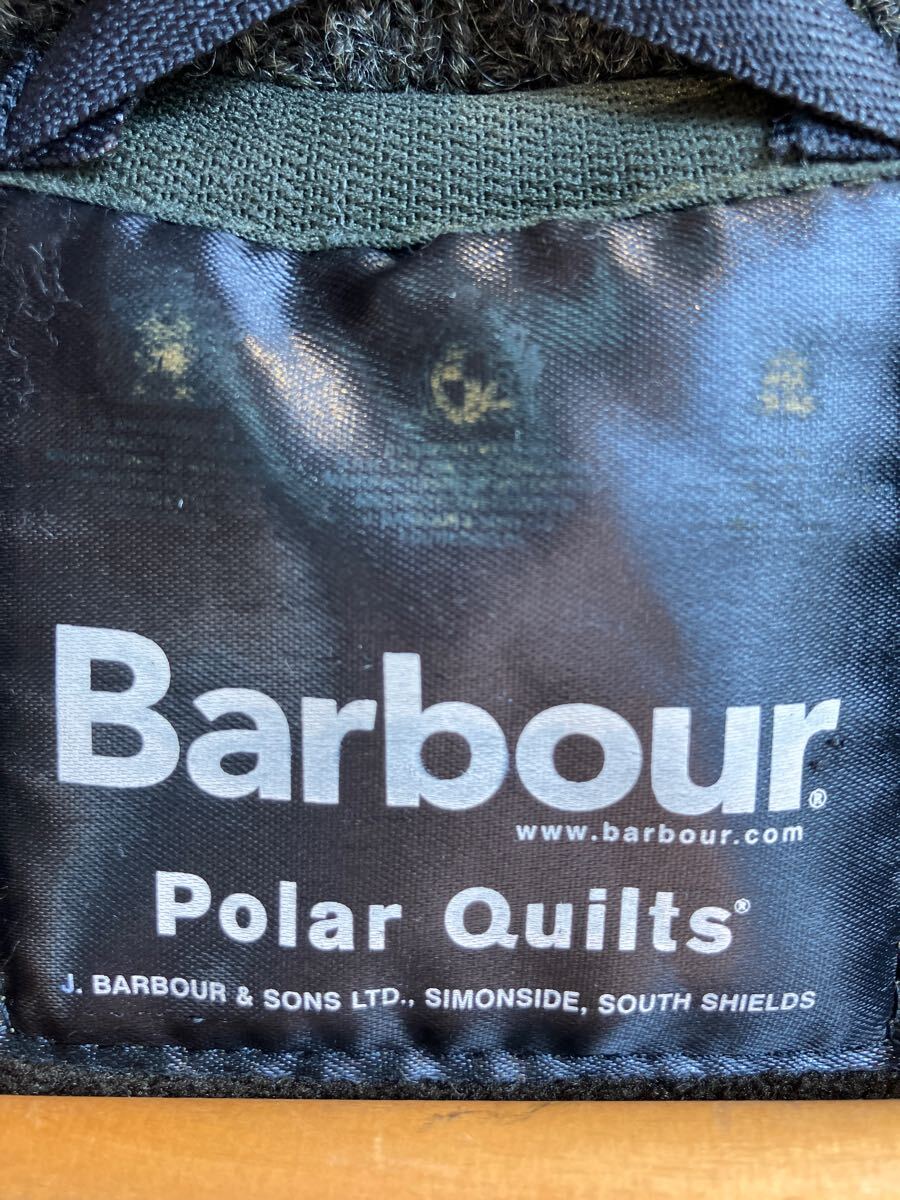 Barbour®
www.barbour.com
Polar Quilts®
J. BARBOUR & SONS LTD., SIMONSIDE, SOUTH SHIELDS